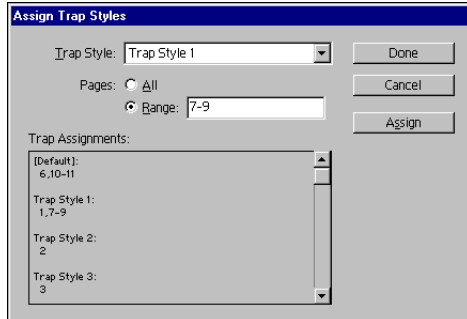 Assign Trap Styles
Trap Style: Trap Style 1
Done
Pages: All
Cancel
Range: 7-9
Assign
Trap Assignments:
[Default]:
6,10-11
Trap Style 1:
1,7-9
Trap Style 2:
2
Trap Style 3:
3